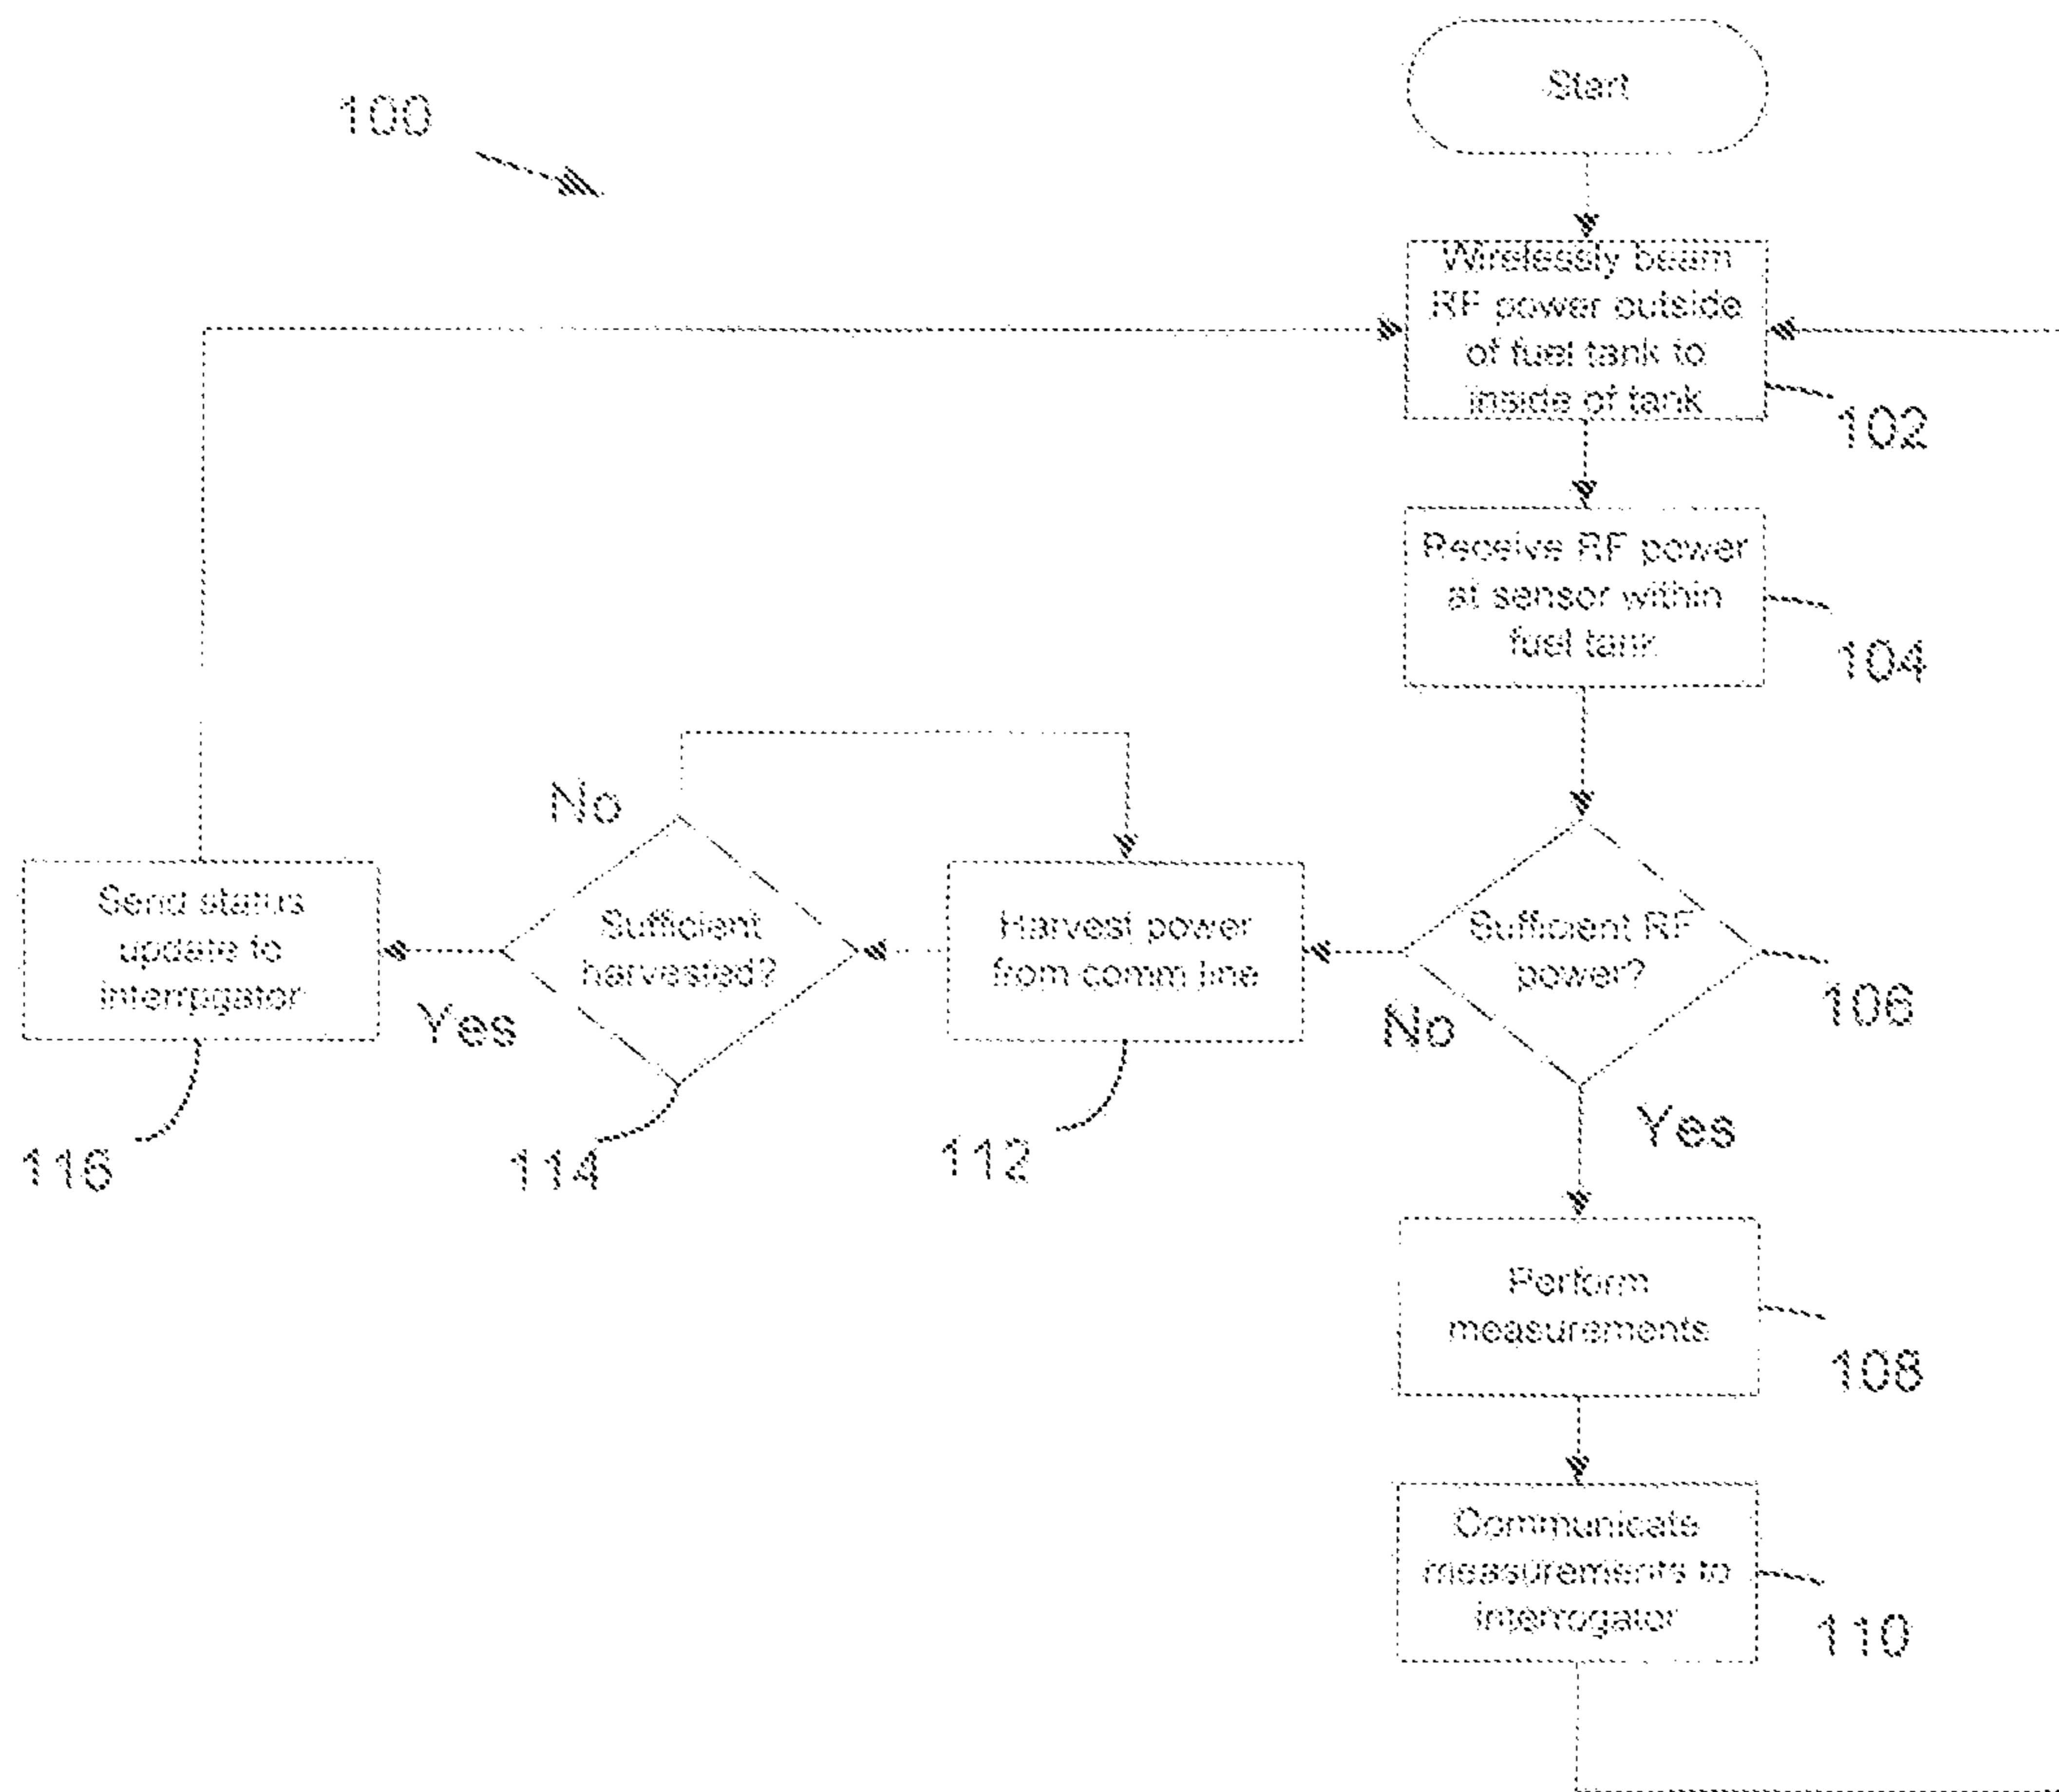 100
Start
Wirelessly beam
RF power outside
of fuel tank to
inside of tank
102
Receive RF power
at sensor within
fuel tank
104
No
Send status
update to
interrogator
Sufficient
harvested?
Harvest power
from comm line
Sufficient RF
power?
106
Yes
No
116
114
112
Yes
Perform
measurements
108
Communicate
measurements to
interrogator
110